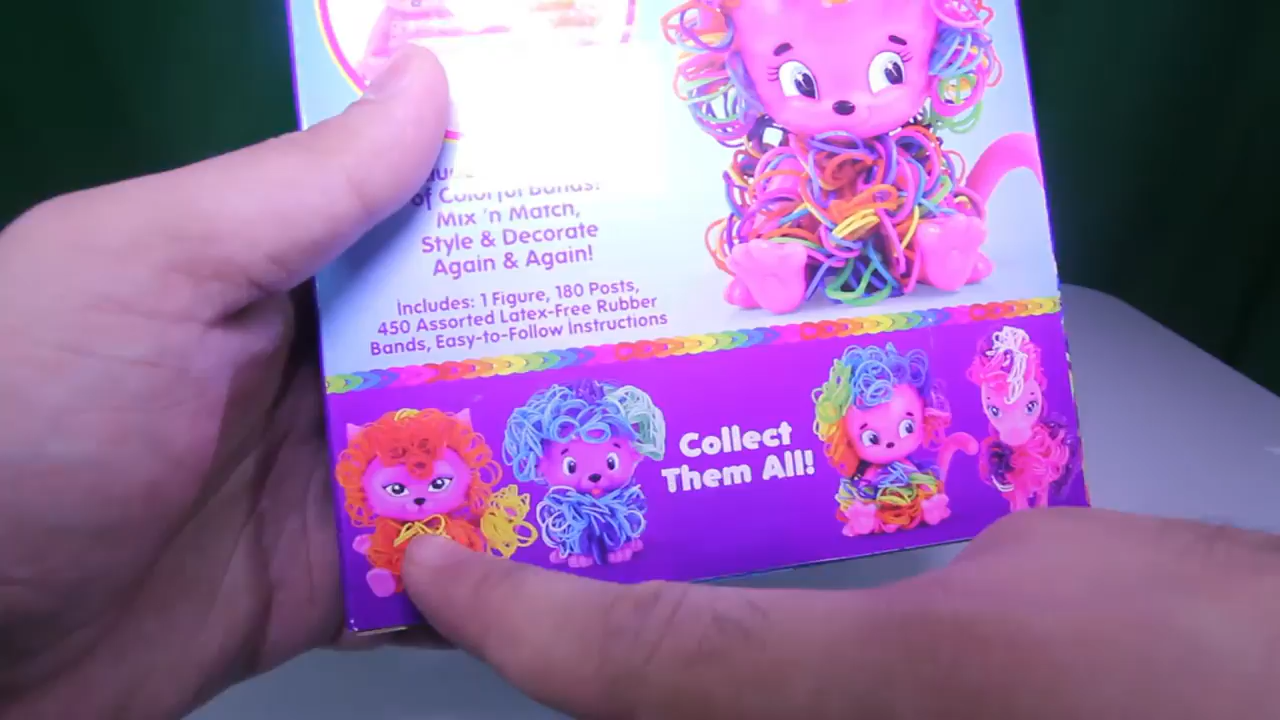 of Colorful Bands!
Mix 'n Match,
Style & Decorate
Again & Again!
Includes: 1 Figure, 180 Posts,
450 Assorted Latex-Free Rubber
Bands, Easy-to-Follow Instructions
Collect
Them All!